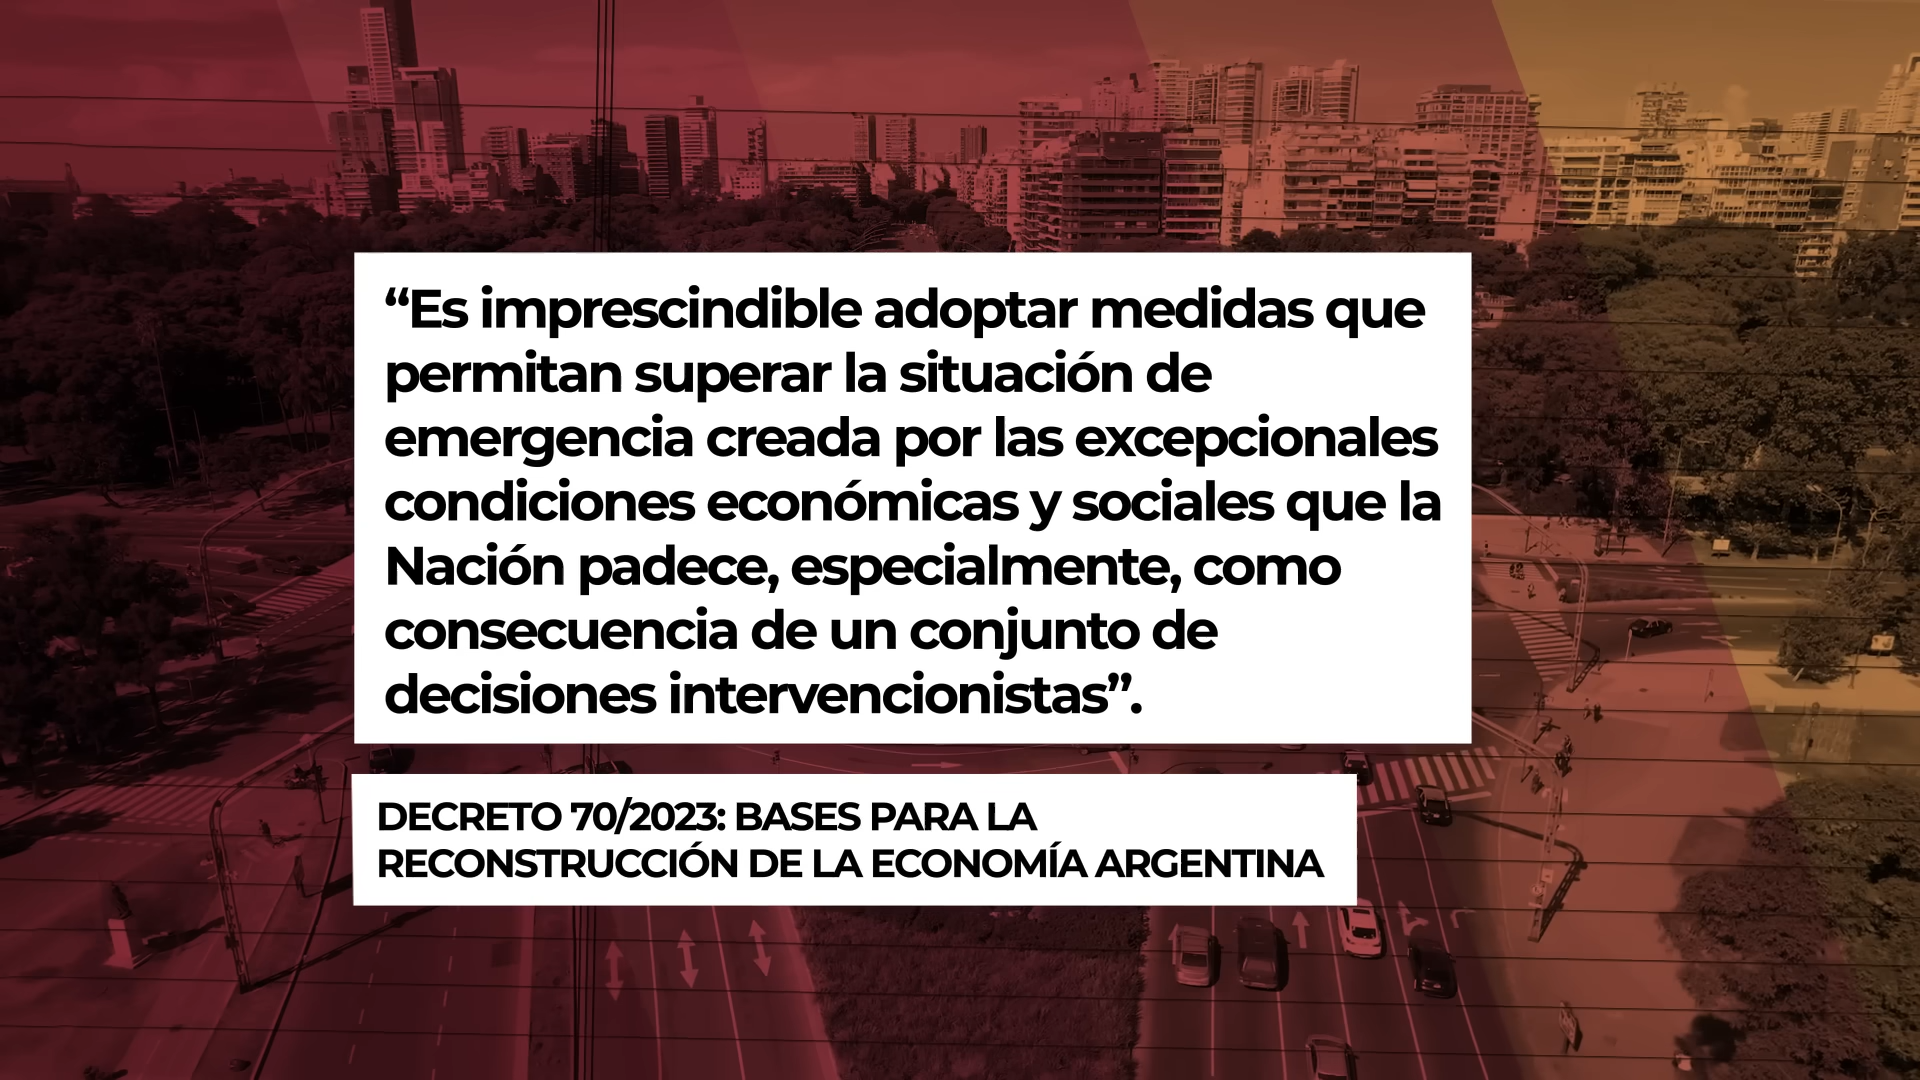 “Es imprescindible adoptar medidas que
permitan superar la situación de
emergencia creada por las excepcionales
condiciones económicas y sociales que la
Nación padece, especialmente, como
consecuencia de un conjunto de
decisiones intervencionistas”.
DECRETO 70/2023: BASES PARA LA
RECONSTRUCCIÓN DE LA ECONOMÍA ARGENTINA